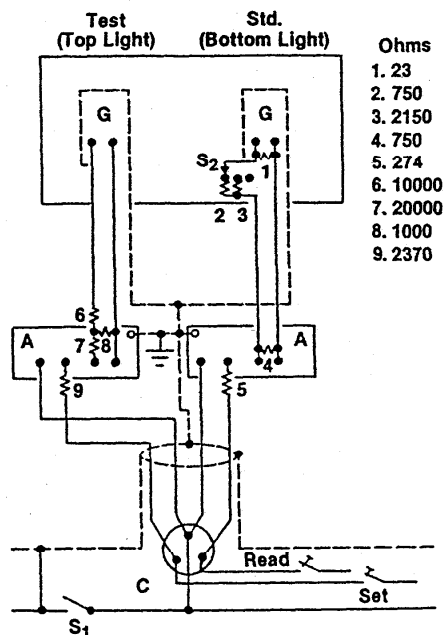 Test
(Top Light)
Std.
(Bottom Light)
Ohms
1. 23
2. 750
3. 2150
4. 750
5. 274
6. 10000
7. 20000
8. 1000
9. 2370
G
G
S2
1
2
3
6
A
7
8
A
4
9
5
C
Read
Set
S1